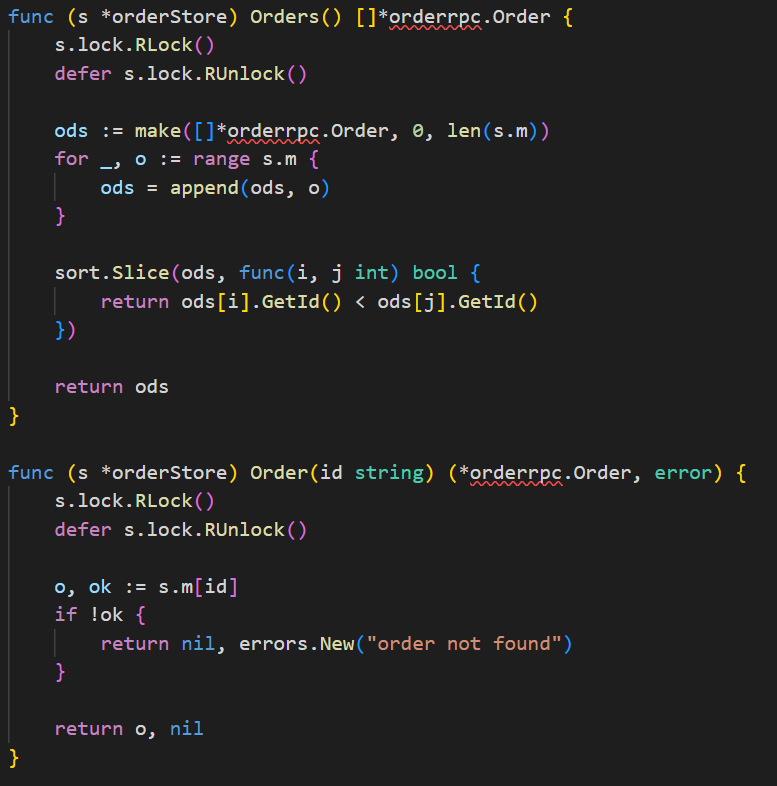 func (s *orderStore) Orders() []*orderrpc.Order {
    s.lock.RLock()
    defer s.lock.RUnlock()

    ods := make([]*orderrpc.Order, 0, len(s.m))
    for _, o := range s.m {
        ods = append(ods, o)
    }

    sort.Slice(ods, func(i, j int) bool {
        return ods[i].GetId() < ods[j].GetId()
    })

    return ods
}

func (s *orderStore) Order(id string) (*orderrpc.Order, error) {
    s.lock.RLock()
    defer s.lock.RUnlock()

    o, ok := s.m[id]
    if !ok {
        return nil, errors.New("order not found")
    }

    return o, nil
}